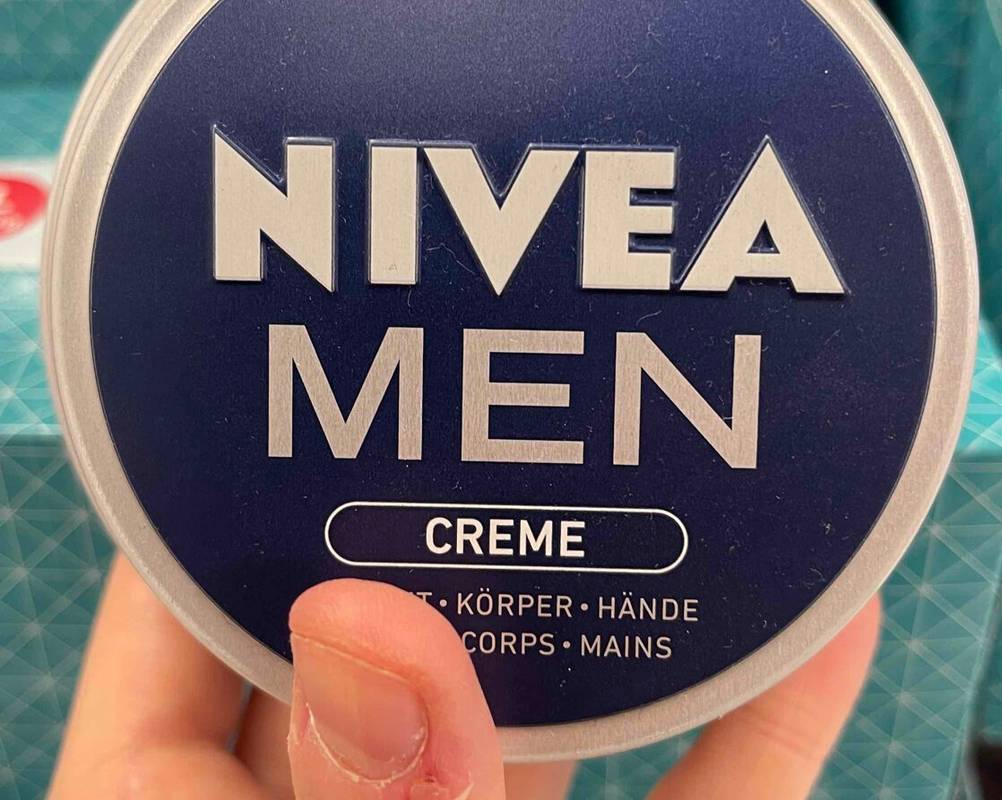 NIVEA
MEN
CREME
T • KÖRPER • HÄNDE
CORPS • MAINS